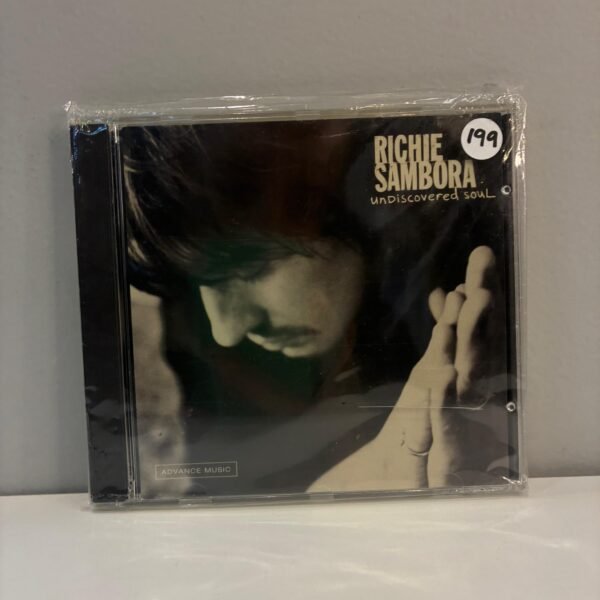 RICHIE
SAMBORA
unDiscovered souL
199
ADVANCE MUSIC